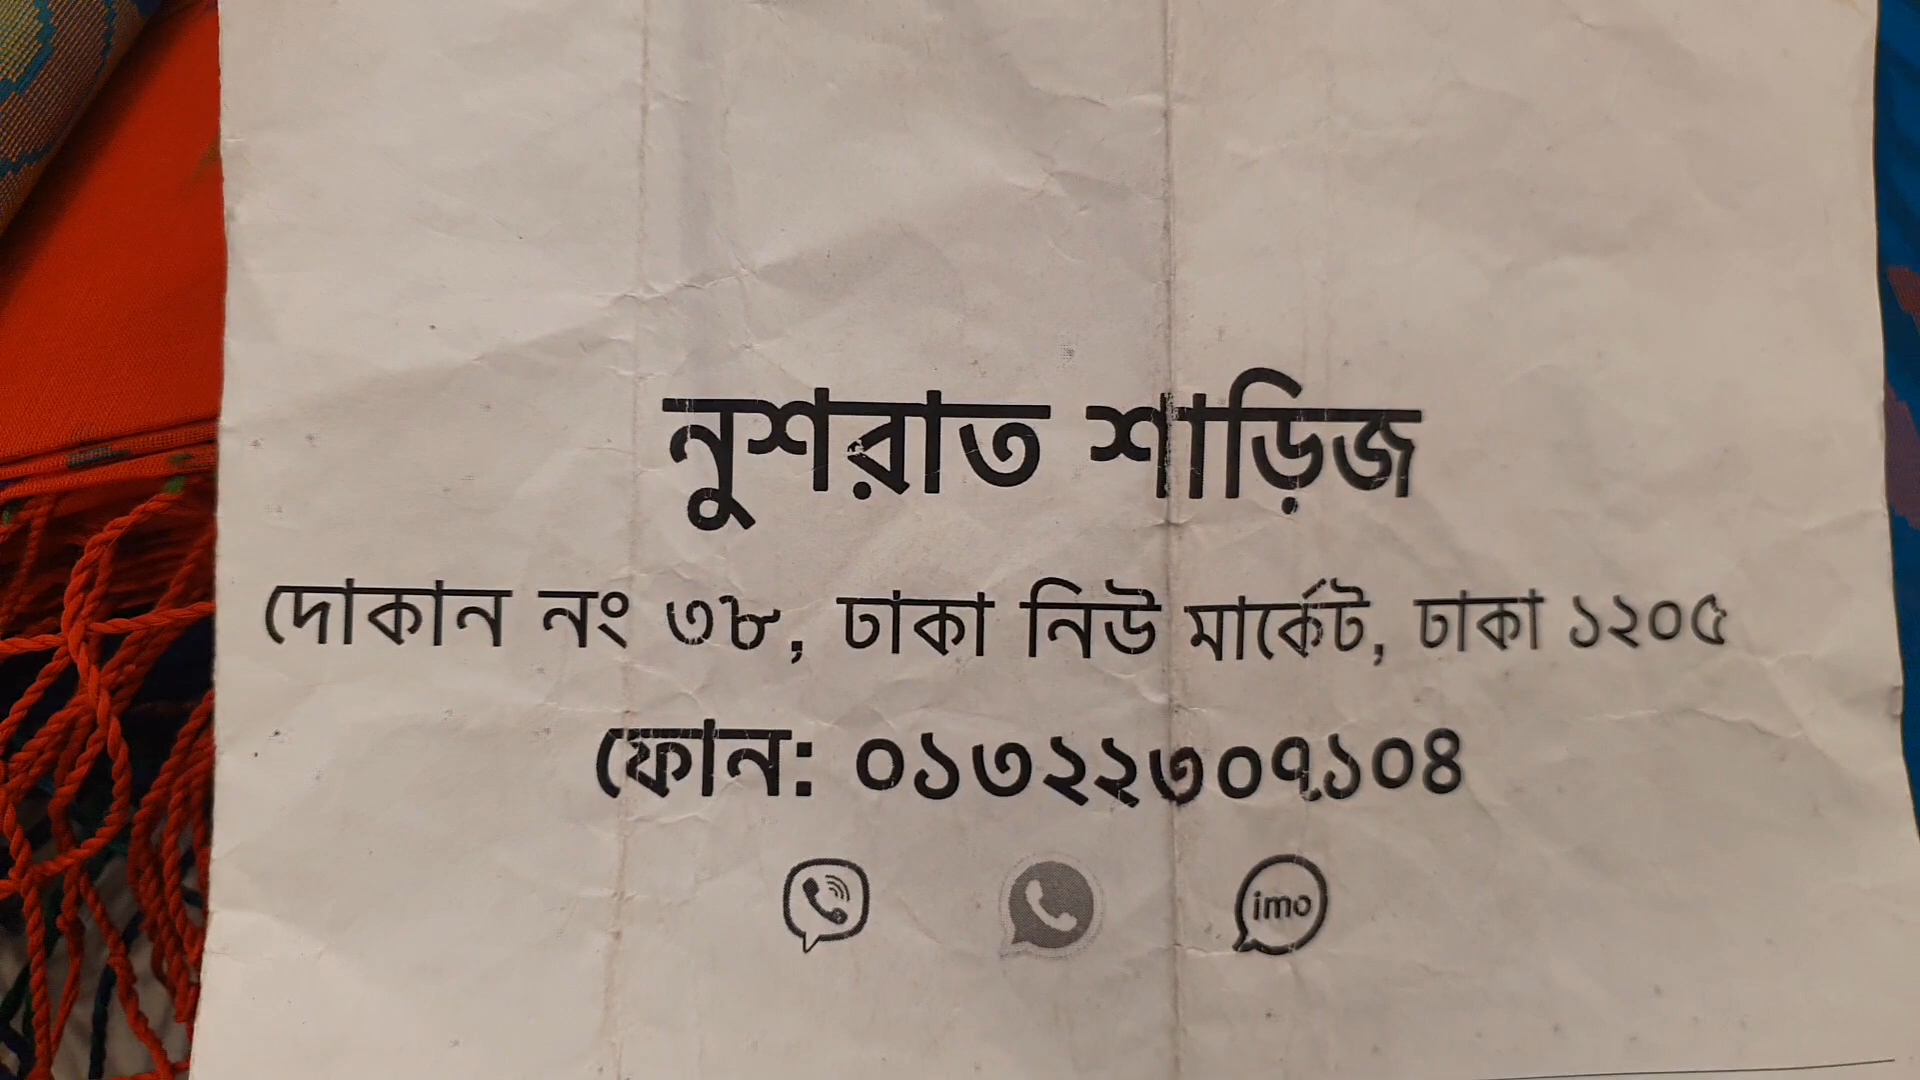 নুশরাত শাড়িজ
দোকান নং ৩৮, ঢাকা নিউ মার্কেট, ঢাকা ১২০৫
ফোন: ০১৩২২৩০৭১০৪
imo